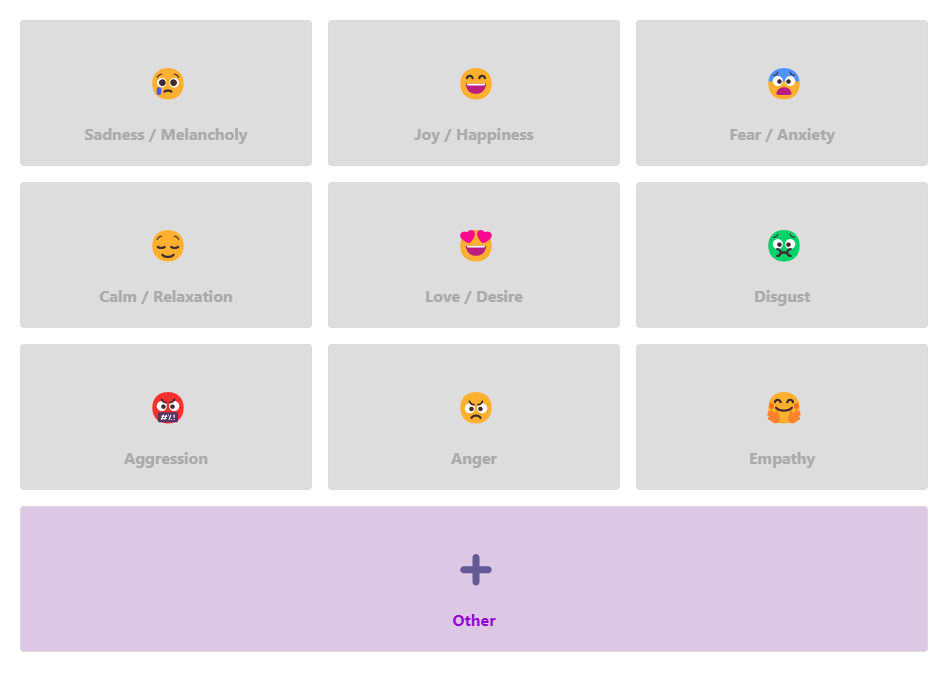 Sadness / Melancholy
Joy / Happiness
Fear / Anxiety
Calm / Relaxation
Love / Desire
Disgust
#%!
Aggression
Anger
Empathy
Other